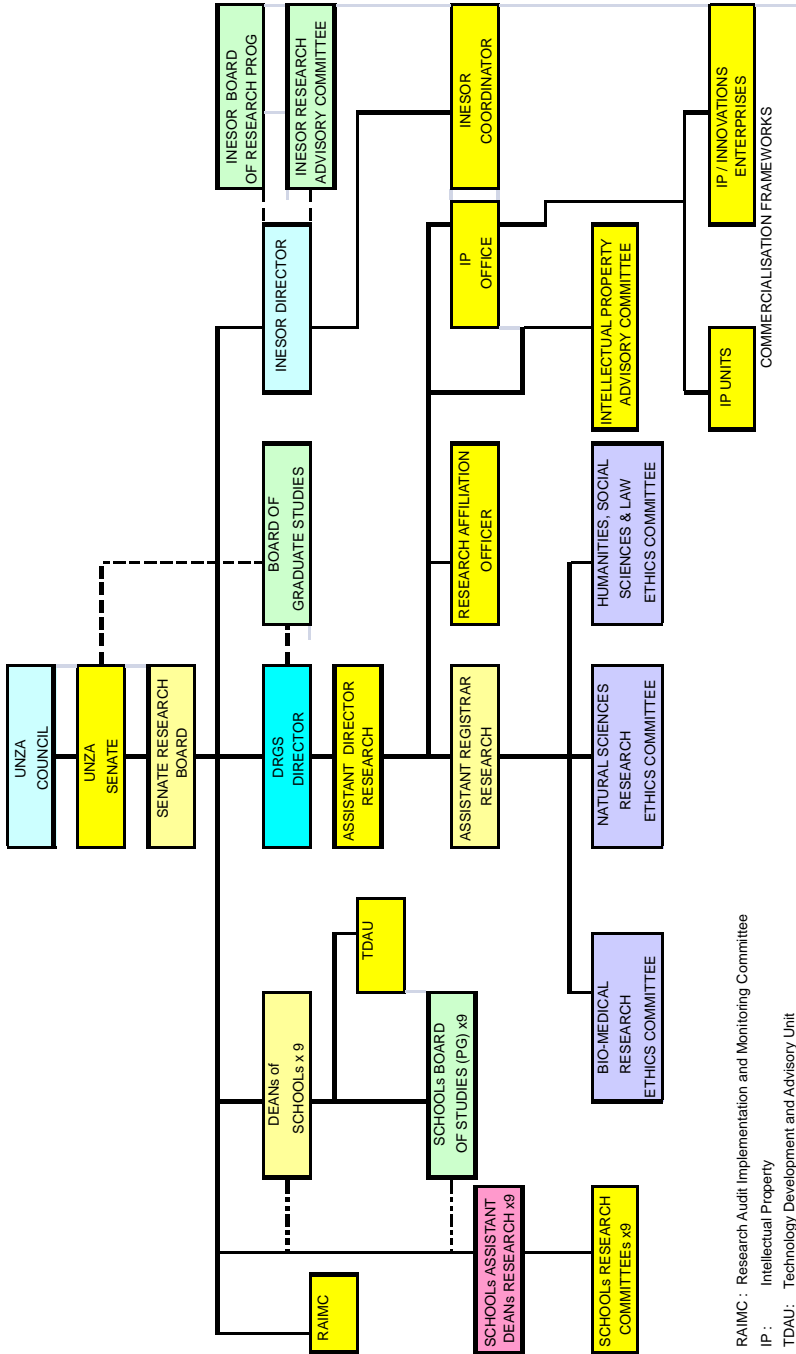 UNZA
COUNCIL
UNZA
SENATE
SENATE RESEARCH
BOARD
RAIMC
DEANs of
SCHOOLs x 9
DRGS
DIRECTOR
BOARD OF
GRADUATE STUDIES
INESOR DIRECTOR
INESOR BOARD
OF RESEARCH PROG
INESOR RESEARCH
ADVISORY COMMITTEE
TDAU
ASSISTANT DIRECTOR
RESEARCH
SCHOOLs BOARD
OF STUDIES (PG) x9
ASSISTANT REGISTRAR
RESEARCH
RESEARCH AFFILIATION
OFFICER
IP
OFFICE
INESOR
COORDINATOR
SCHOOLs ASSISTANT
DEANs RESEARCH x9
SCHOOLs RESEARCH
COMMITTEEs x9
BIO-MEDICAL
RESEARCH
ETHICS COMMITTEE
NATURAL SCIENCES
RESEARCH
ETHICS COMMITTEE
HUMANITIES, SOCIAL
SCIENCES & LAW
ETHICS COMMITTEE
INTELLECTUAL PROPERTY
ADVISORY COMMITTEE
IP UNITS
IP / INNOVATIONS
ENTERPRISES
COMMERCIALISATION FRAMEWORKS
RAIMC : Research Audit Implementation and Monitoring Committee
IP : Intellectual Property
TDAU: Technology Development and Advisory Unit